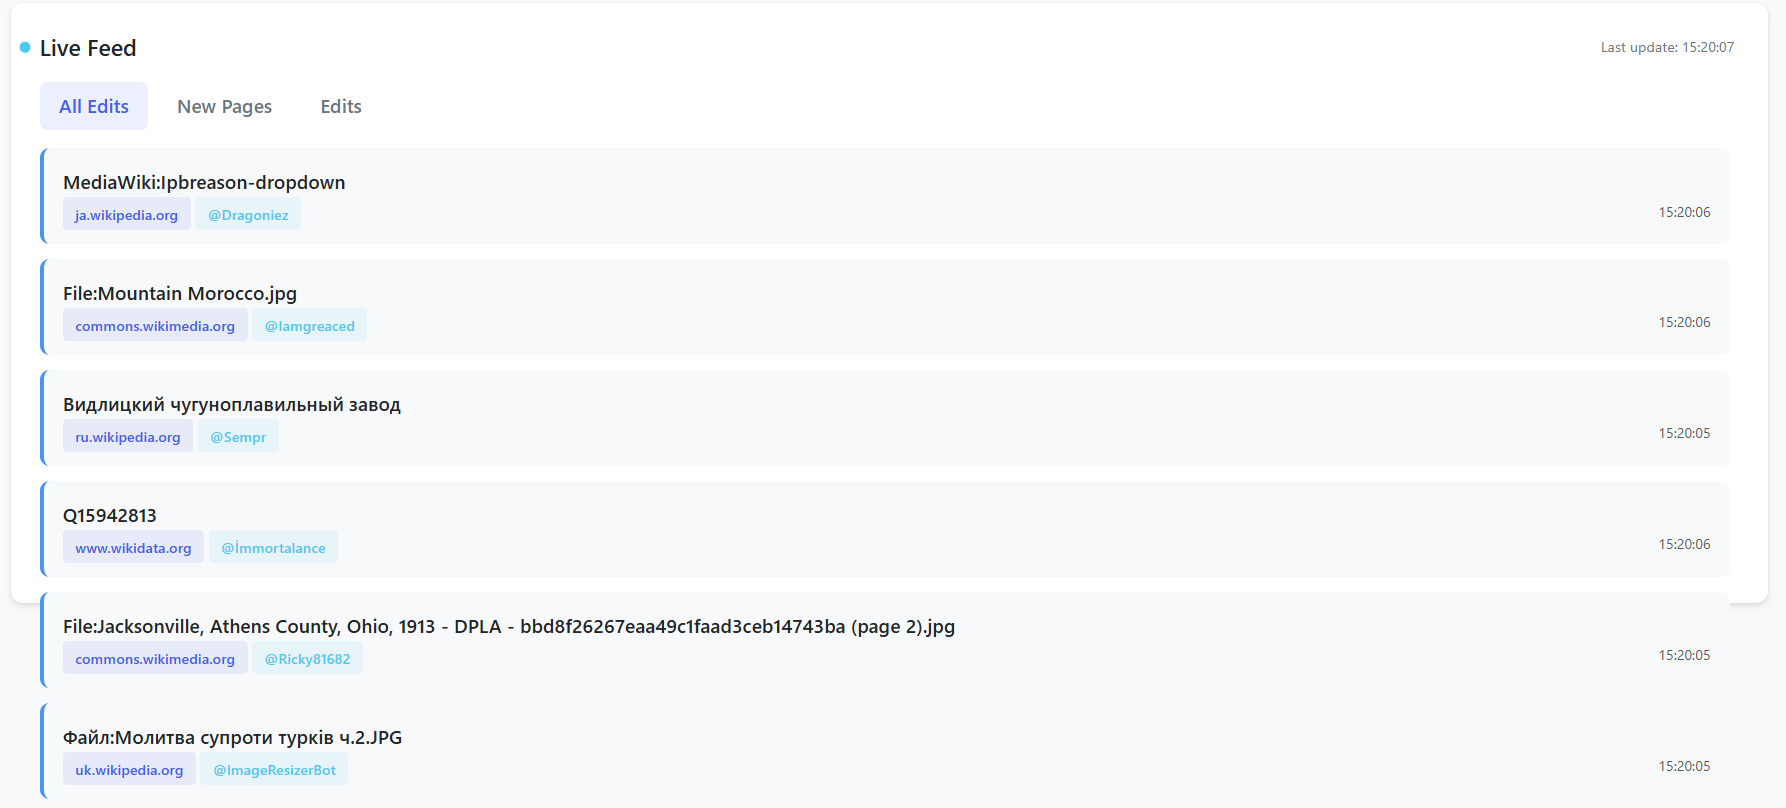 Live Feed
Last update: 15:20:07
All Edits New Pages Edits
MediaWiki:Ipbreason-dropdown
ja.wikipedia.org @Dragoniez
15:20:06
File:Mountain Morocco.jpg
commons.wikimedia.org @Iamgreaced
15:20:06
Видлицкий чугуноплавильный завод
ru.wikipedia.org @Sempr
15:20:05
Q15942813
www.wikidata.org @İmmortalance
15:20:06
File:Jacksonville, Athens County, Ohio, 1913 - DPLA - bbd8f26267eaa49c1faad3ceb14743ba (page 2).jpg
commons.wikimedia.org @Ricky81682
15:20:05
Файл:Молитва супроти турків ч.2.JPG
uk.wikipedia.org @ImageResizerBot
15:20:05